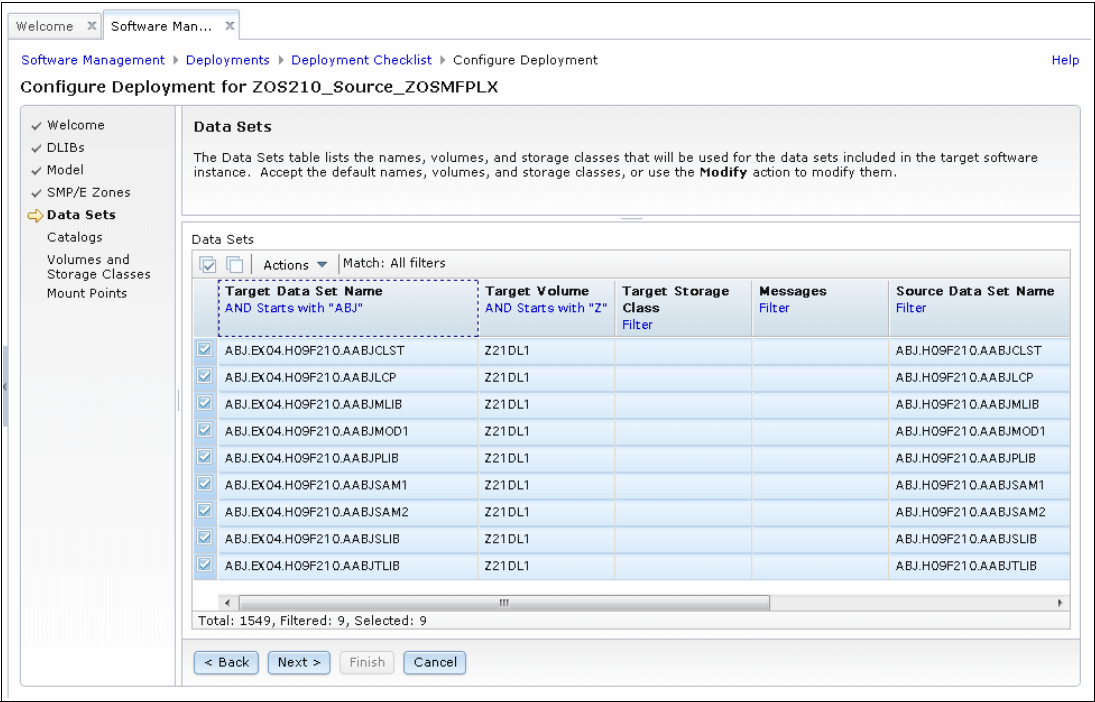 Welcome X Software Man... X
Software Management Deployments Deployment Checklist Configure Deployment Help
Configure Deployment for ZOS210_Source_ZOSMFPLX
Welcome
DLIBs
Model
SMP/E Zones
Data Sets
Catalogs
Volumes and
Storage Classes
Mount Points
Data Sets
The Data Sets table lists the names, volumes, and storage classes that will be used for the data sets included in the target software
instance. Accept the default names, volumes, and storage classes, or use the Modify action to modify them.
Data Sets
Actions Match: All filters
Target Data Set Name Target Volume Target Storage Messages Source Data Set Name
AND Starts with "ABJ" AND Starts with "Z" Class Filter Filter
Filter
ABJ.EX04.H09F210.AABJCLST Z21DL1 ABJ.H09F210.AABJCLST
ABJ.EX04.H09F210.AABJLCP Z21DL1 ABJ.H09F210.AABJLCP
ABJ.EX04.H09F210.AABJMLIB Z21DL1 ABJ.H09F210.AABJMLIB
ABJ.EX04.H09F210.AABJMOD1 Z21DL1 ABJ.H09F210.AABJMOD1
ABJ.EX04.H09F210.AABJPLIB Z21DL1 ABJ.H09F210.AABJPLIB
ABJ.EX04.H09F210.AABJSAM1 Z21DL1 ABJ.H09F210.AABJSAM1
ABJ.EX04.H09F210.AABJSAM2 Z21DL1 ABJ.H09F210.AABJSAM2
ABJ.EX04.H09F210.AABJSLIB Z21DL1 ABJ.H09F210.AABJSLIB
ABJ.EX04.H09F210.AABJTLIB Z21DL1 ABJ.H09F210.AABJTLIB
Total: 1549, Filtered: 9, Selected: 9
< Back Next > Finish Cancel